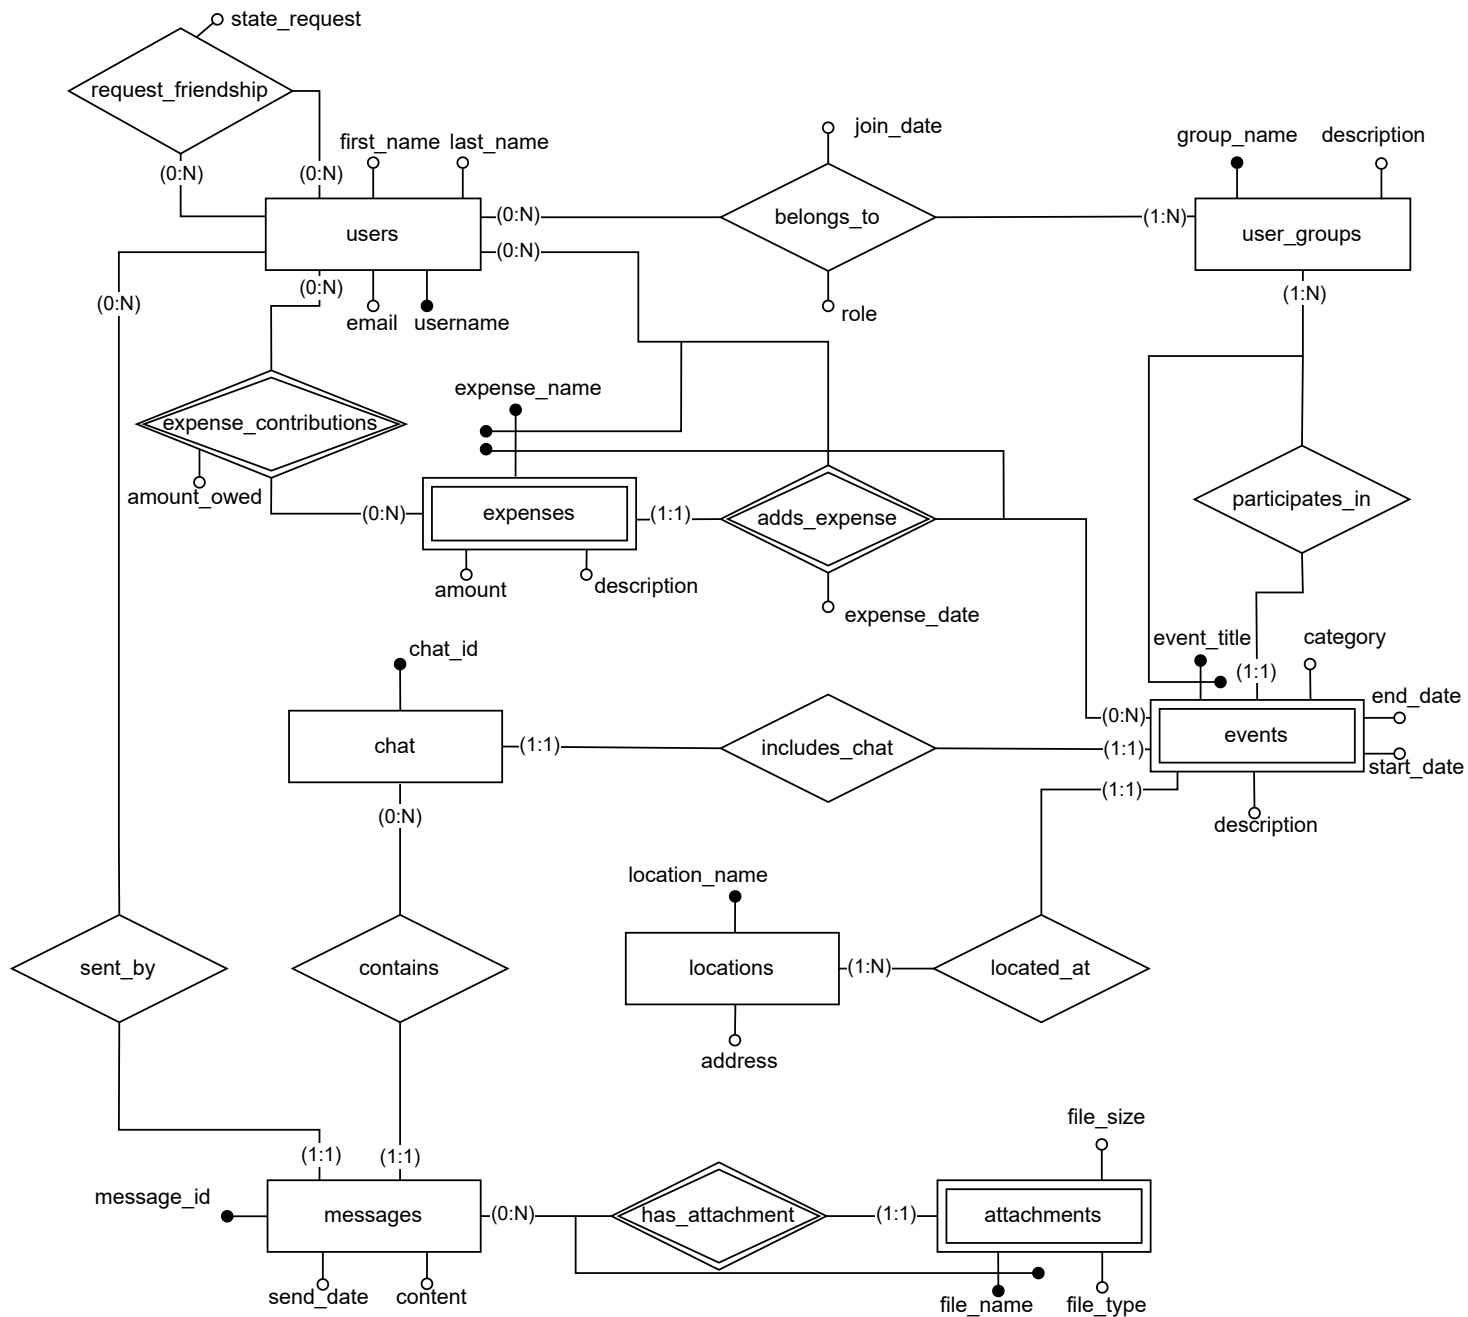 state_request
request_friendship
(0:N)
(0:N)
first_name
last_name
join_date
group_name
description
users
(0:N)
belongs_to
(1:N)
user_groups
(0:N)
(0:N)
(0:N)
email
username
role
(1:N)
expense_name
expense_contributions
amount_owed
(0:N)
expenses
(1:1)
adds_expense
participates_in
amount
description
expense_date
chat_id
event_title
category
(1:1)
end_date
(0:N)
chat
(1:1)
includes_chat
(1:1)
events
start_date
(1:1)
description
(0:N)
location_name
sent_by
contains
locations
(1:N)
located_at
address
file_size
(1:1)
(1:1)
message_id
messages
(0:N)
has_attachment
(1:1)
attachments
send_date
content
file_name
file_type